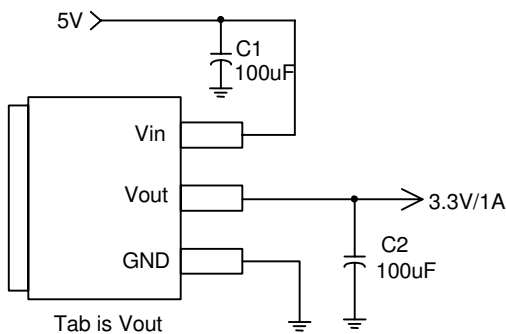 5V
C1
100uF
Vin
Vout
3.3V/1A
GND
C2
100uF
Tab is Vout